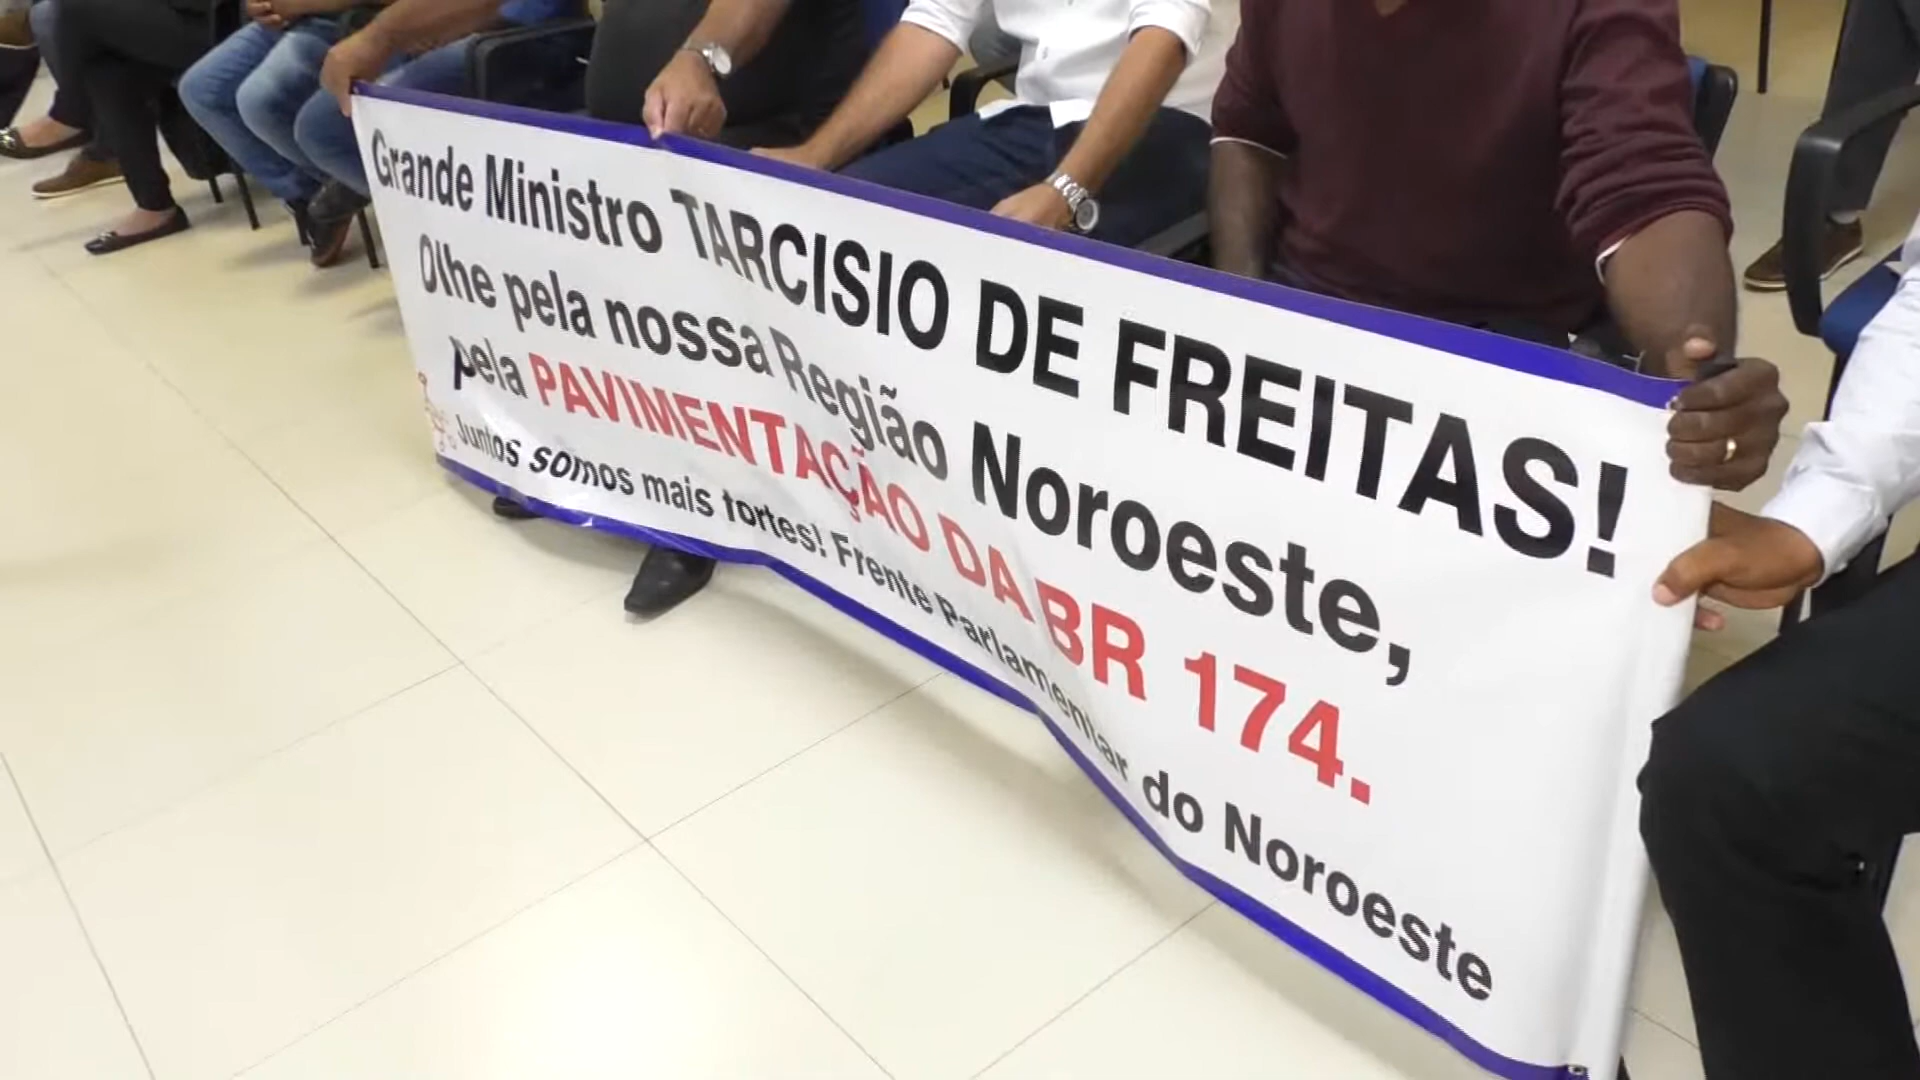 Grande Ministro TARCISIO DE FREITAS!
Olhe pela nossa Região Noroeste,
pela PAVIMENTAÇÃO DA BR 174.
Juntos somos mais fortes! Frente Parlamentar do Noroeste